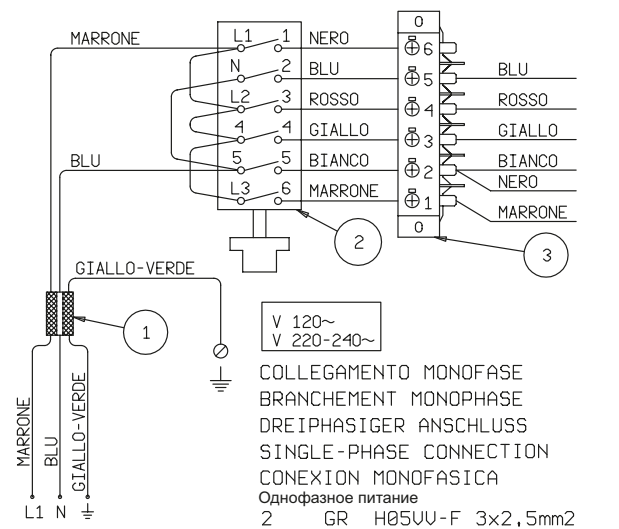 MARRONE
BLU
GIALLO-VERDE
L1 1 NERO
N 2 BLU
L2 3 ROSSO
4 4 GIALLO
5 5 BIANCO
L3 6 MARRONE
0
6
5 BLU
4 ROSSO
3 GIALLO
2 BIANCO
NERO
1 MARRONE
0
2
3
1
MARRONE
BLU
GIALLO-VERDE
L1 N
V 120~
V 220-240~
COLLEGAMENTO MONOFASE
BRANCHEMENT MONOPHASE
DREIPHASIGER ANSCHLUSS
SINGLE-PHASE CONNECTION
CONEXION MONOFASICA
Однофазное питание
2 GR H05VV-F 3x2,5mm2